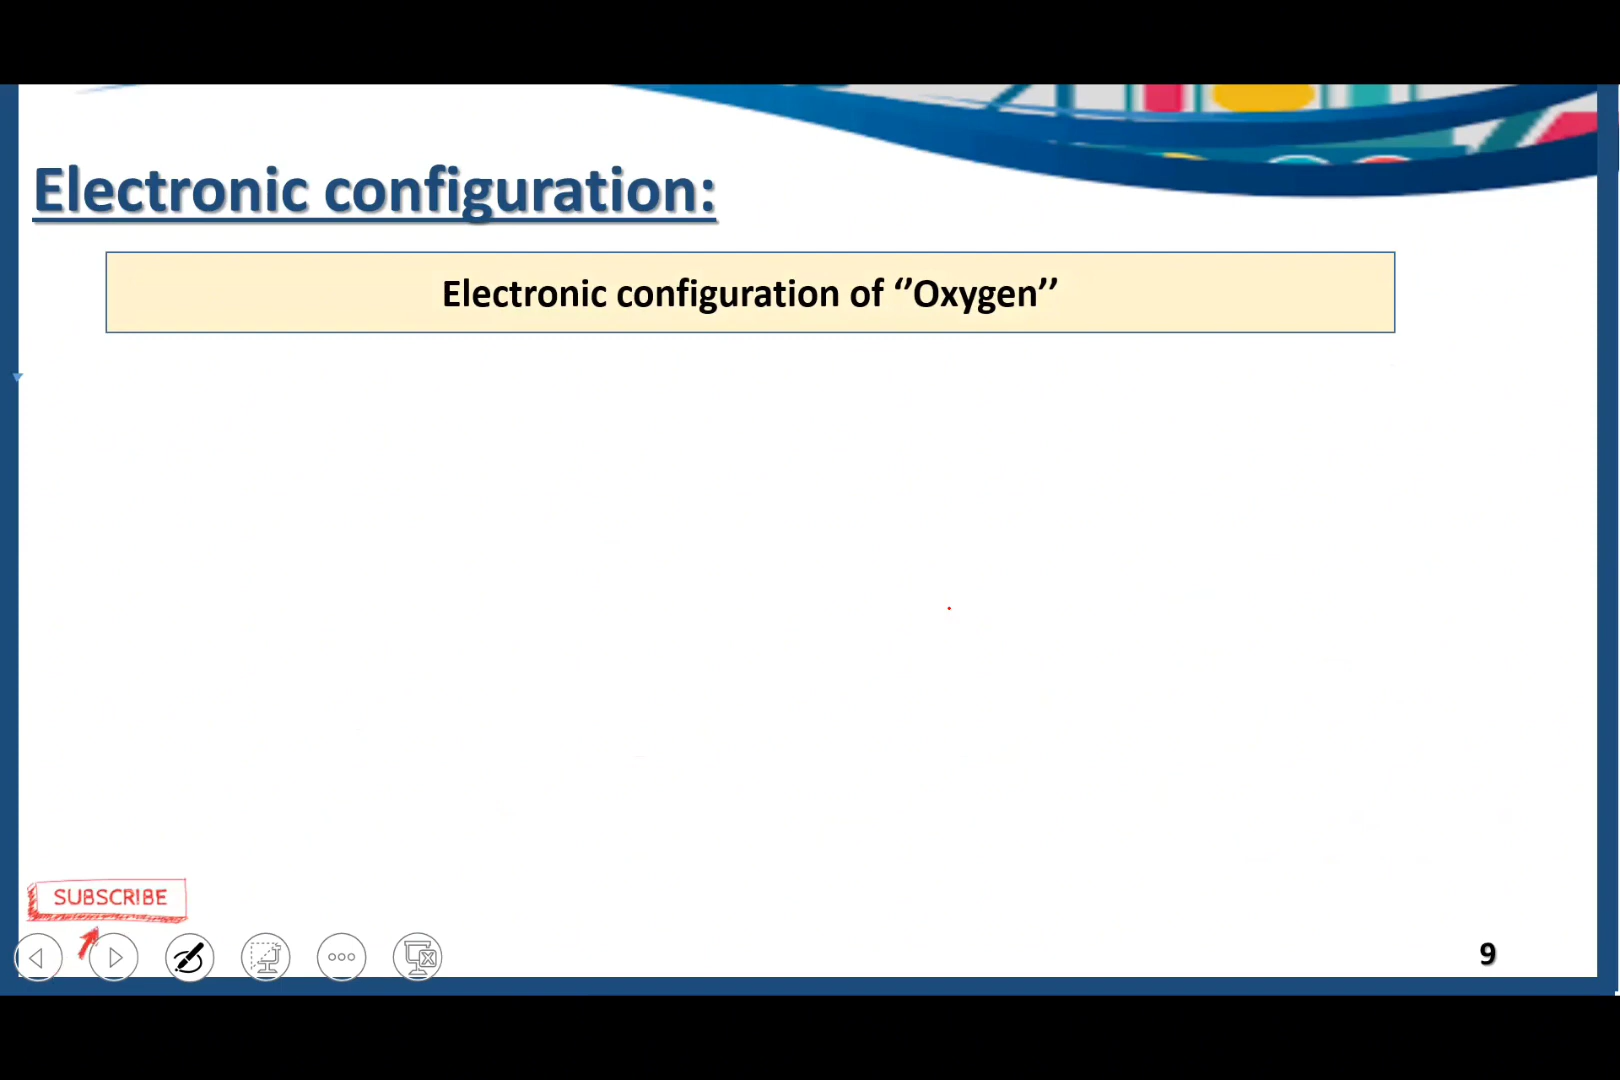 Electronic configuration:
Electronic configuration of ‘’Oxygen’’
SUBSCRIBE
9